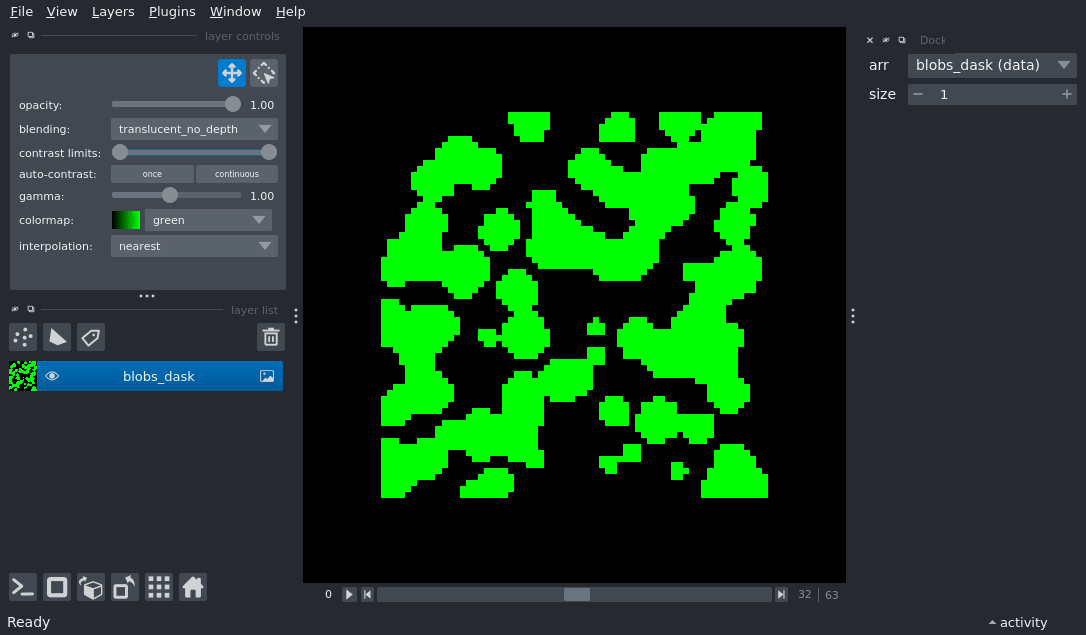 File View Layers Plugins Window Help
layer controls
opacity: 1.00
blending: translucent_no_depth
contrast limits:
auto-contrast: once continuous
gamma: 1.00
colormap: green
interpolation: nearest
layer list
blobs_dask
Dock
arr blobs_dask (data)
size 1
0 32 63
Ready
activity